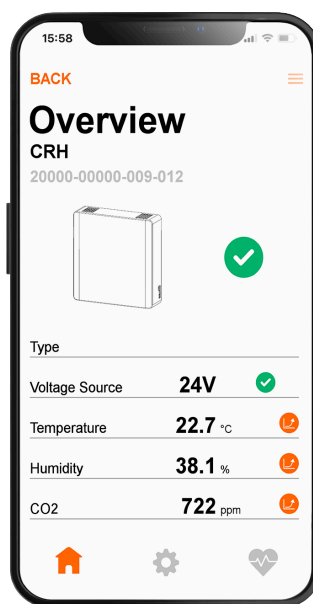 15:58
BACK
Overview
CRH
20000-00000-009-012
Type
Voltage Source 24V
Temperature 22.7 °C
Humidity 38.1 %
CO2 722 ppm